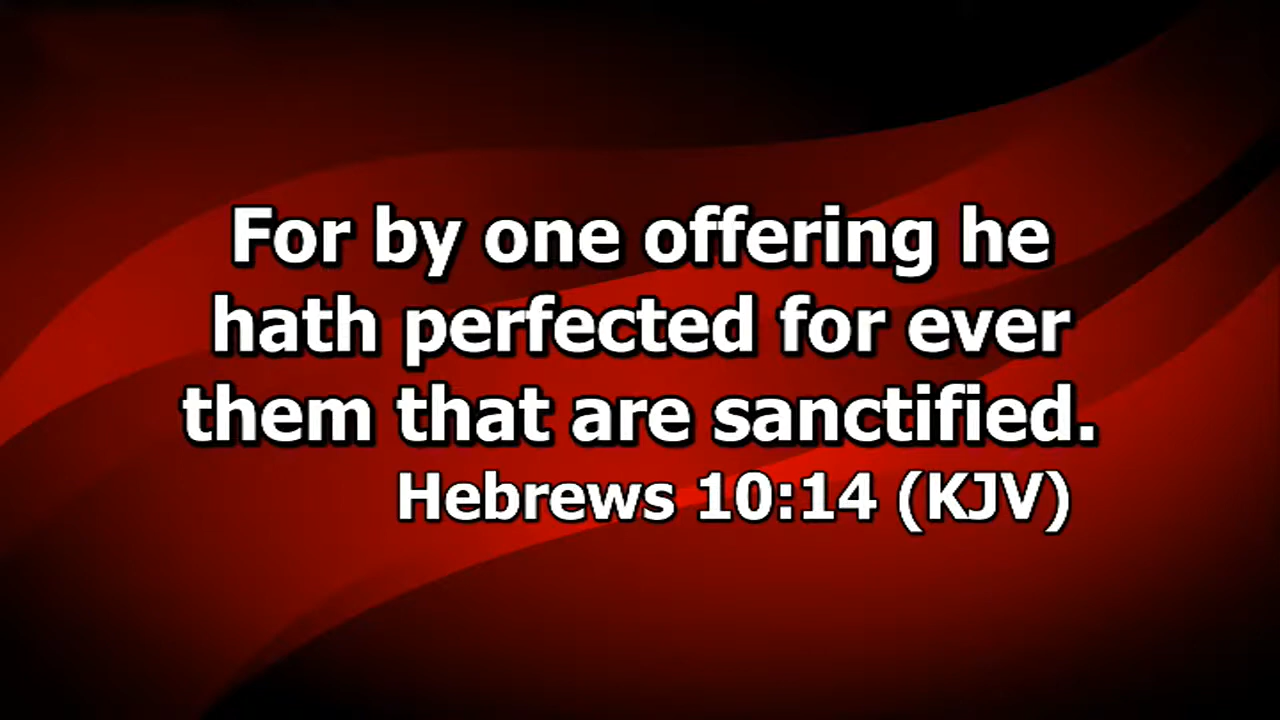 For by one offering he
hath perfected for ever
them that are sanctified.
Hebrews 10:14 (KJV)